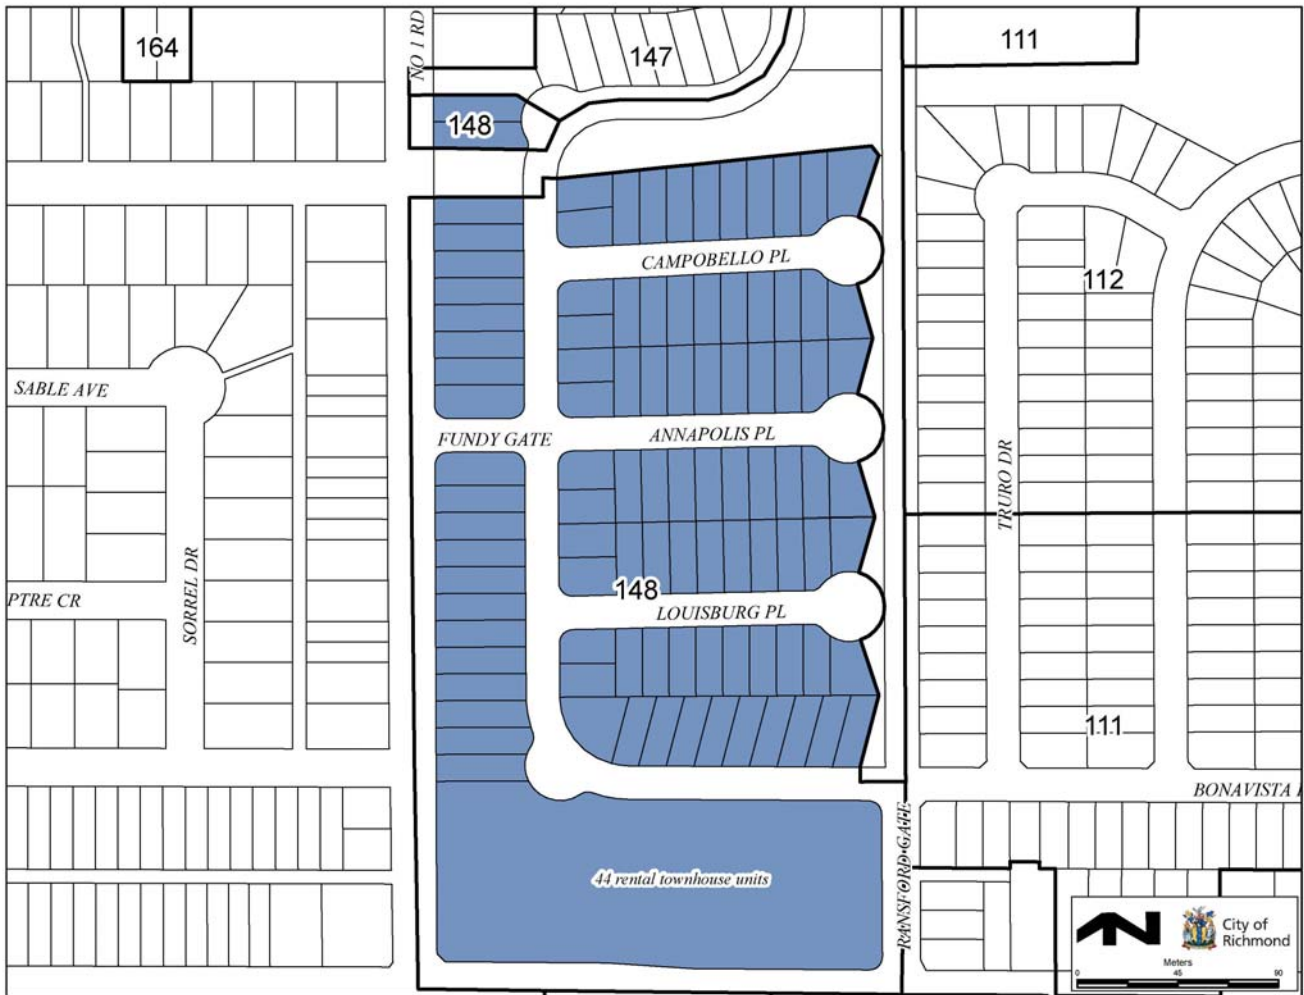 164
NO 1 RD
147
111
148
CAMPOBELLO PL
112
SABLE AVE
FUNDY GATE
ANNAPOLIS PL
TRURO DR
SORREL DR
PTRE CR
148
LOUISBURG PL
111
BONAVISTA
RANSFORD GATE
44 rental townhouse units
City of
Richmond
Meters
0 45 90